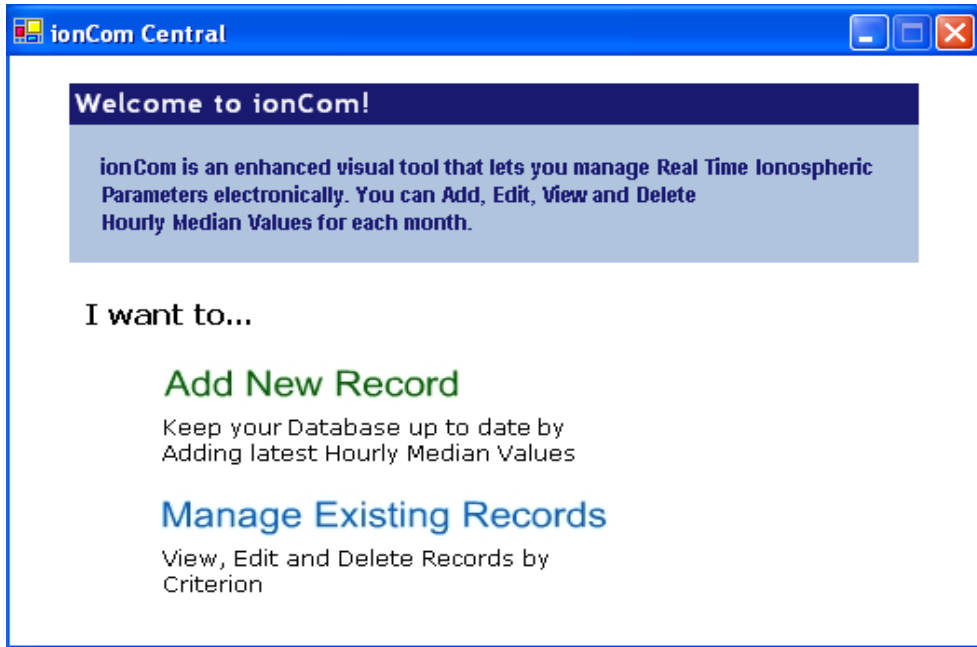 ionCom Central
Welcome to ionCom!
ionCom is an enhanced visual tool that lets you manage Real Time Ionospheric
Parameters electronically. You can Add, Edit, View and Delete
Hourly Median Values for each month.
I want to...
Add New Record
Keep your Database up to date by
Adding latest Hourly Median Values
Manage Existing Records
View, Edit and Delete Records by
Criterion